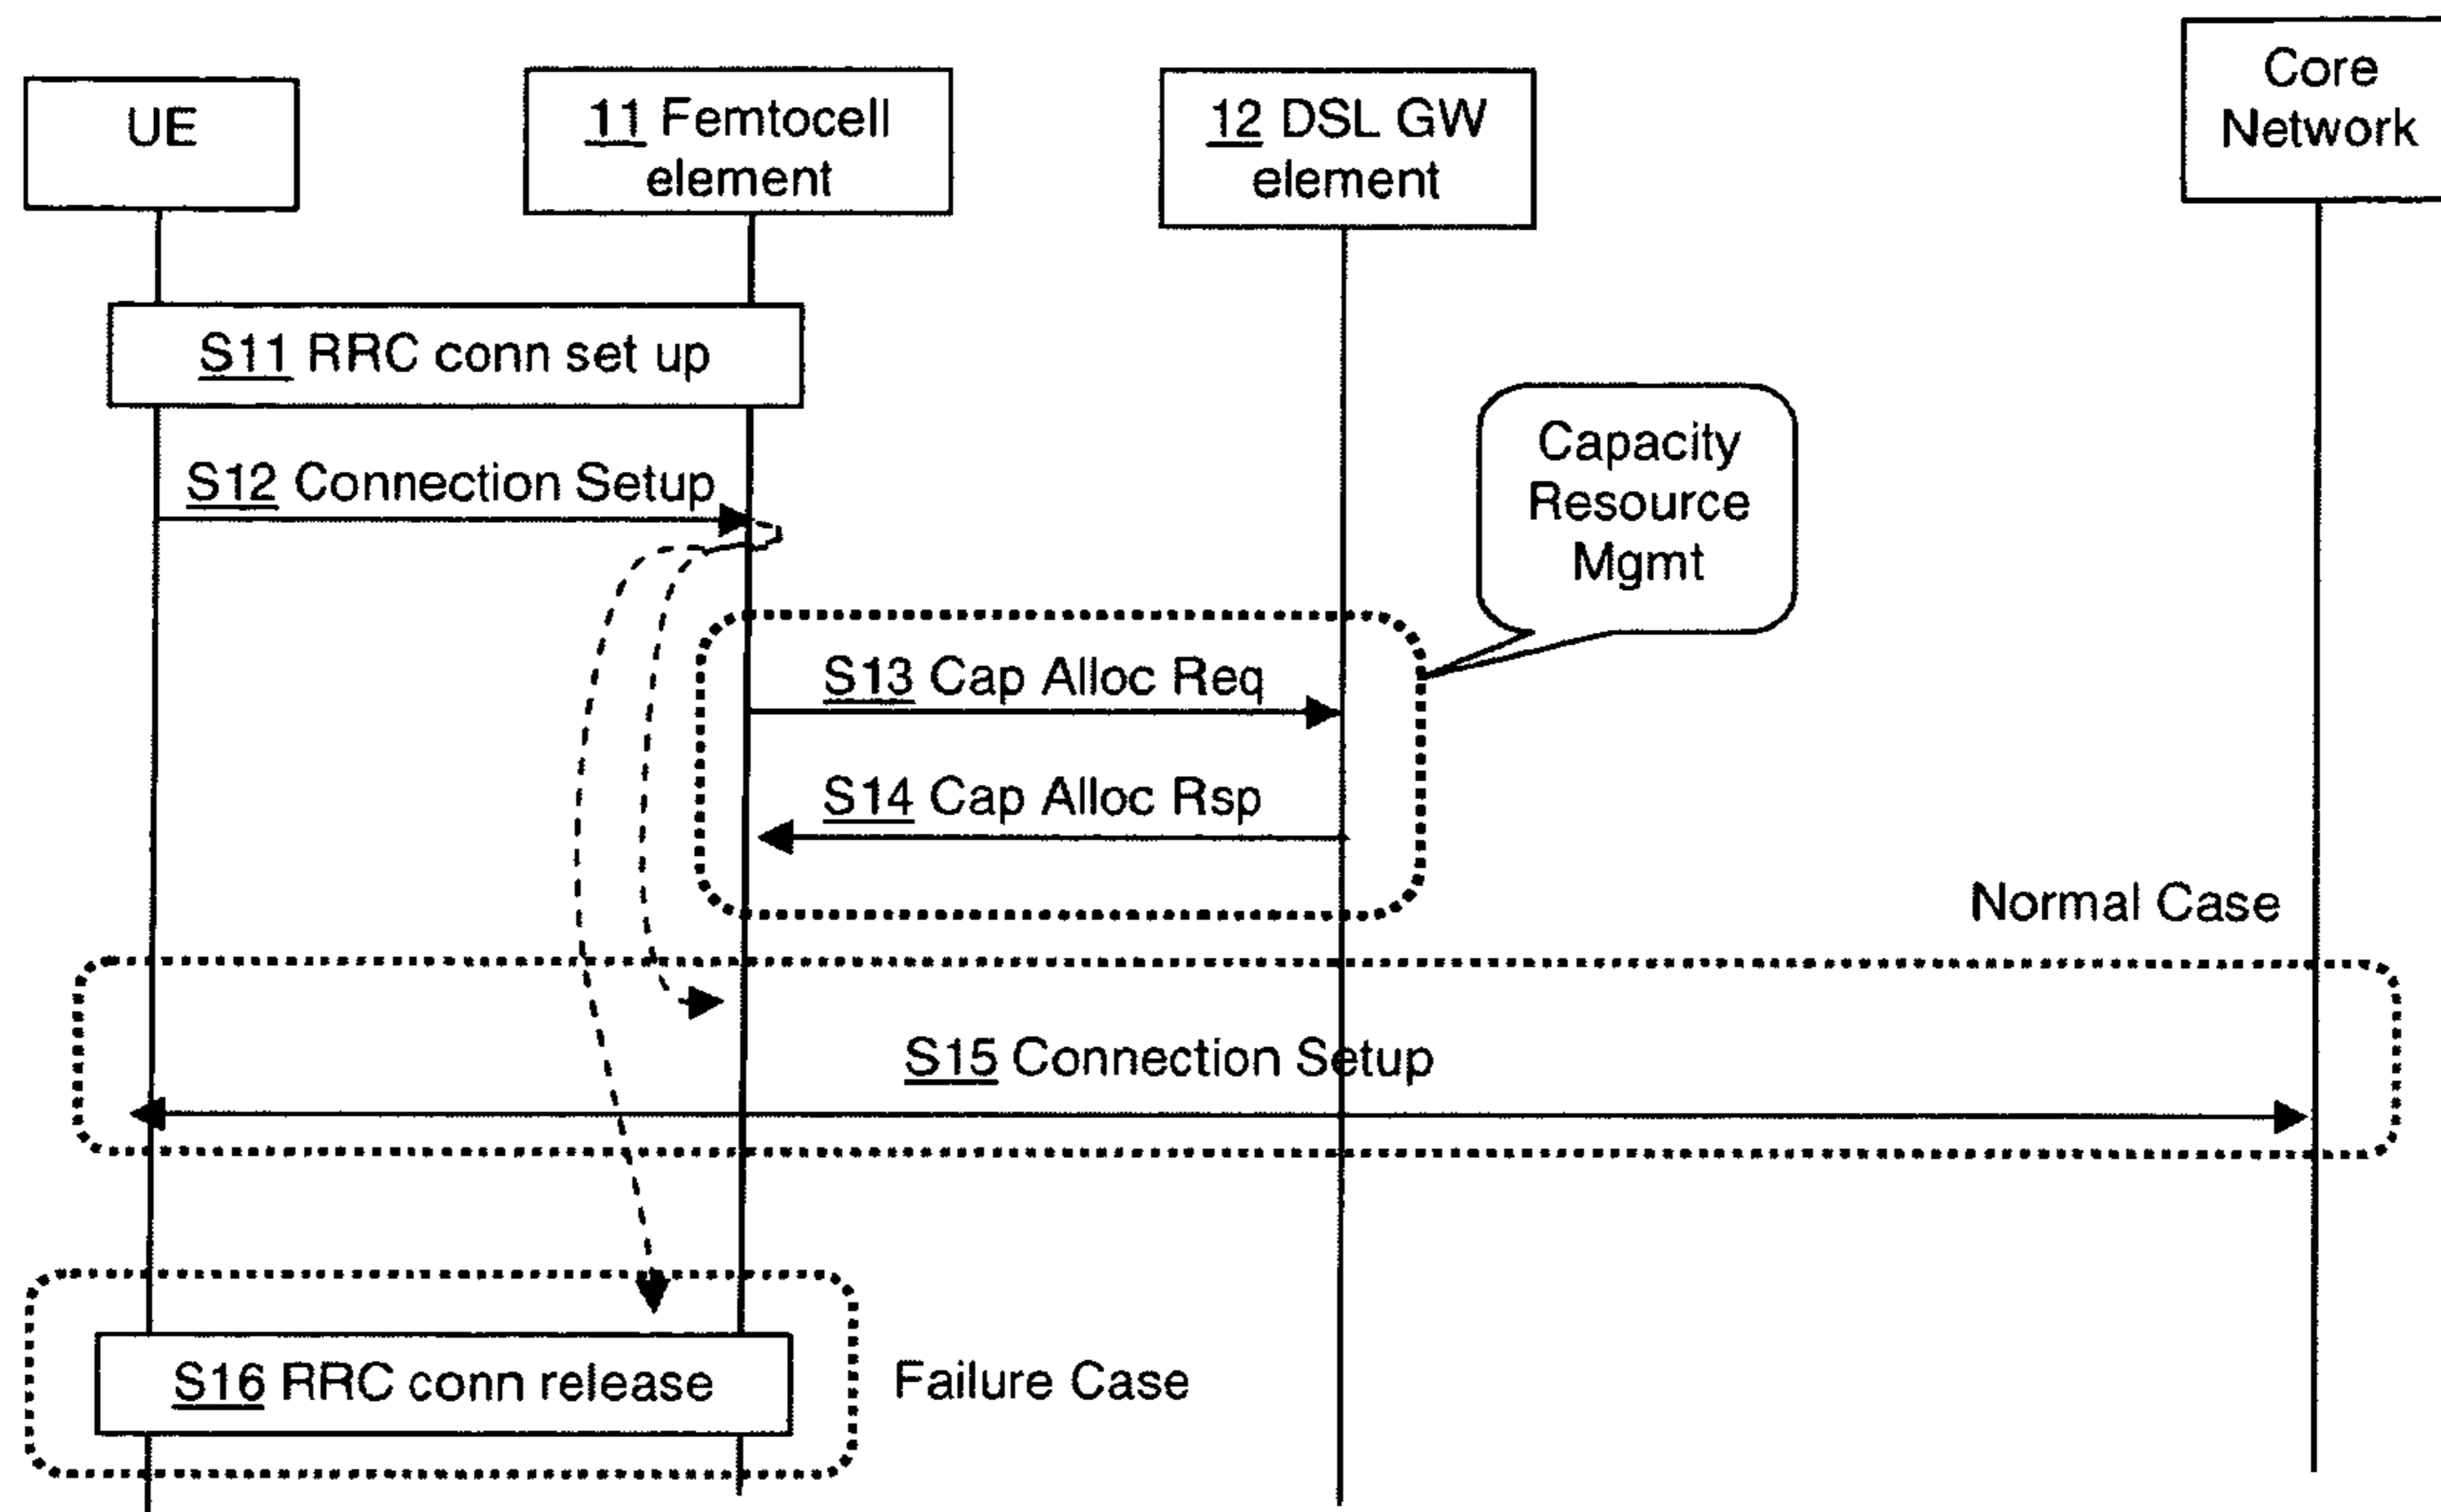 UE
11 Femtocell
element
12 DSL GW
element
Core
Network
S11 RRC conn set up
S12 Connection Setup
Capacity
Resource
Mgmt
S13 Cap Alloc Req
S14 Cap Alloc Rsp
Normal Case
S15 Connection Setup
S16 RRC conn release
Failure Case